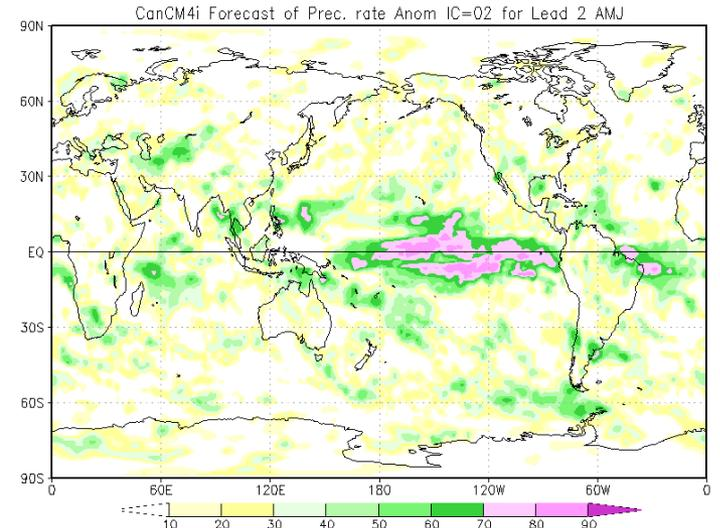 CanCM4i Forecast of Prec. rate Anom IC=02 for Lead 2 AMJ
90N
60N
30N
EQ
30S
60S
90S
0 60E 120E 180 120W 60W 0
10 20 30 40 50 60 70 80 90